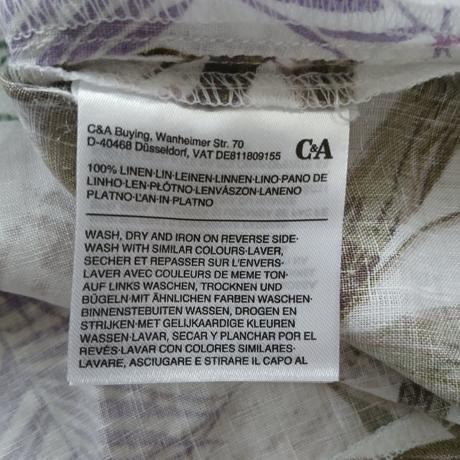 C&A Buying, Wanheimer Str. 70
D-40468 Düsseldorf, VAT DE811809155
C&A
100% LINEN·LIN·LEINEN·LINNEN·LINO·PANO DE
LINHO·LEN·PŁÓTNO·LENVÁSZON·LANENO
PLATNO·ĽAN·IN·PLATNO
WASH, DRY AND IRON ON REVERSE SIDE·
WASH WITH SIMILAR COLOURS·LAVER,
SECHER ET REPASSER SUR L'ENVERS·
LAVER AVEC COULEURS DE MEME TON·
AUF LINKS WASCHEN, TROCKNEN UND
BÜGELN·MIT ÄHNLICHEN FARBEN WASCHEN·
BINNENSTEBUITEN WASSEN, DROGEN EN
STRIJKEN·MET GELIJKAARDIGE KLEUREN
WASSEN·LAVAR, SECAR Y PLANCHAR POR EL
REVÉS·LAVAR CON COLORES SIMILARES·
LAVARE, ASCIUGARE E STIRARE IL CAPO AL